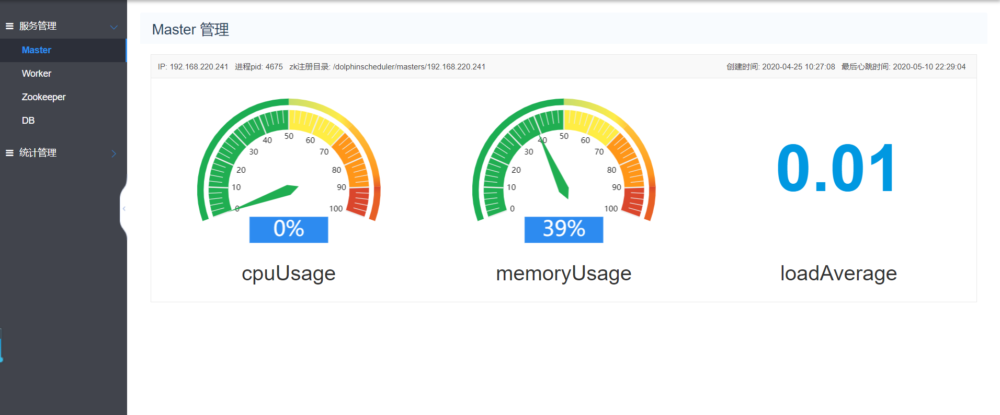 服务管理
Master
Worker
Zookeeper
DB
统计管理
Master 管理
IP: 192.168.220.241 进程pid: 4675 zk注册目录: /dolphinscheduler/masters/192.168.220.241
创建时间: 2020-04-25 10:27:08 最后心跳时间: 2020-05-10 22:29:04
0
10
20
30
40
50
60
70
80
90
100
0%
cpuUsage
0
10
20
30
40
50
60
70
80
90
100
39%
memoryUsage
0.01
loadAverage